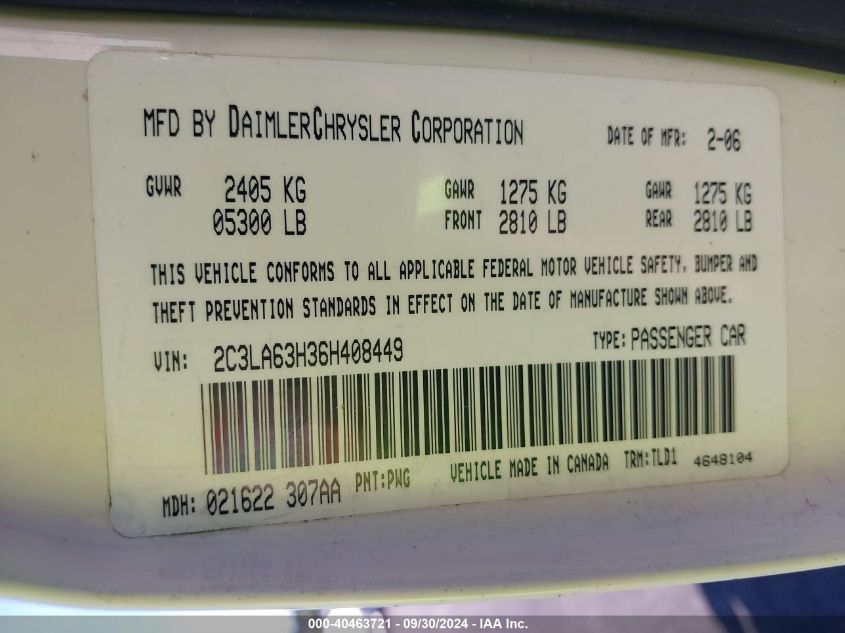 MFD BY DAIMLERCHRYSLER CORPORATION DATE OF MFR: 2-06
GVWR 2405 KG GAWR 1275 KG GAWR 1275 KG
05300 LB FRONT 2810 LB REAR 2810 LB
THIS VEHICLE CONFORMS TO ALL APPLICABLE FEDERAL MOTOR VEHICLE SAFETY, BUMPER AND
THEFT PREVENTION STANDARDS IN EFFECT ON THE DATE OF MANUFACTURE SHOWN ABOVE.
VIN: 2C3LA63H36H408449 TYPE: PASSENGER CAR
MDH: 021622 307AA PNT:PWG VEHICLE MADE IN CANADA TRM:TLD1 4648104
000-40463721 - 09/30/2024 - IAA Inc.